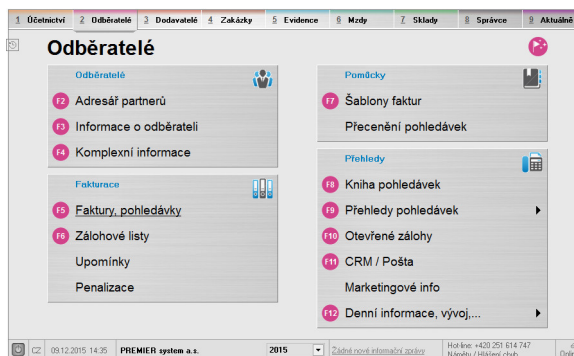 1 Účetnictví 2 Odběratelé 3 Dodavatelé 4 Zakázky 5 Evidence 6 Mzdy 7 Sklady 8 Správce 9 Aktuálně
Odběratelé
Odběratelé
F2 Adresář partnerů
F3 Informace o odběrateli
F4 Komplexní informace
Fakturace
F5 Faktury, pohledávky
F6 Zálohové listy
Upomínky
Penalizace
Pomůcky
F7 Šablony faktur
Přecenění pohledávek
Přehledy
F8 Kniha pohledávek
F9 Přehledy pohledávek
F10 Otevřené zálohy
F11 CRM / Pošta
Marketingové info
F12 Denní informace, vývoj,...
CZ 09.12.2015 14:35 PREMIER system a.s. 2015 Žádné nové informační zprávy Hot-line: +420 251 614 747
Náměty / Hlášení chyb